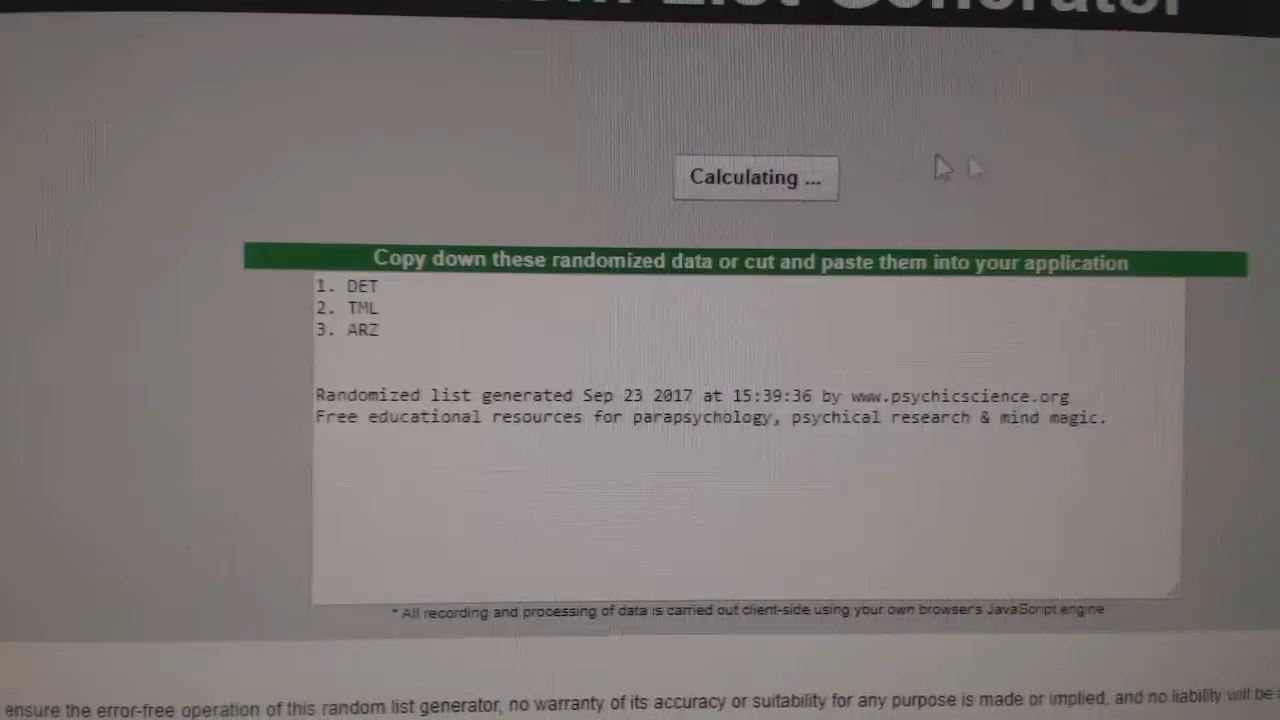 List Generator
Calculating ...
Copy down these randomized data or cut and paste them into your application
1. DET
2. TML
3. ARZ
Randomized list generated Sep 23 2017 at 15:39:36 by www.psychicscience.org
Free educational resources for parapsychology, psychical research & mind magic.
* All recording and processing of data is carried out client-side using your own browser's JavaScript engine
ensure the error-free operation of this random list generator, no warranty of its accuracy or suitability for any purpose is made or implied, and no liability will be